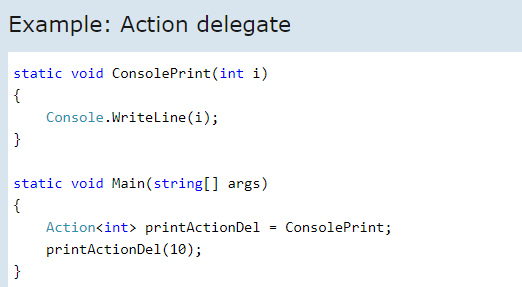 Example: Action delegate
static void ConsolePrint(int i)
{
    Console.WriteLine(i);
}
static void Main(string[] args)
{
    Action<int> printActionDel = ConsolePrint;
    printActionDel(10);
}